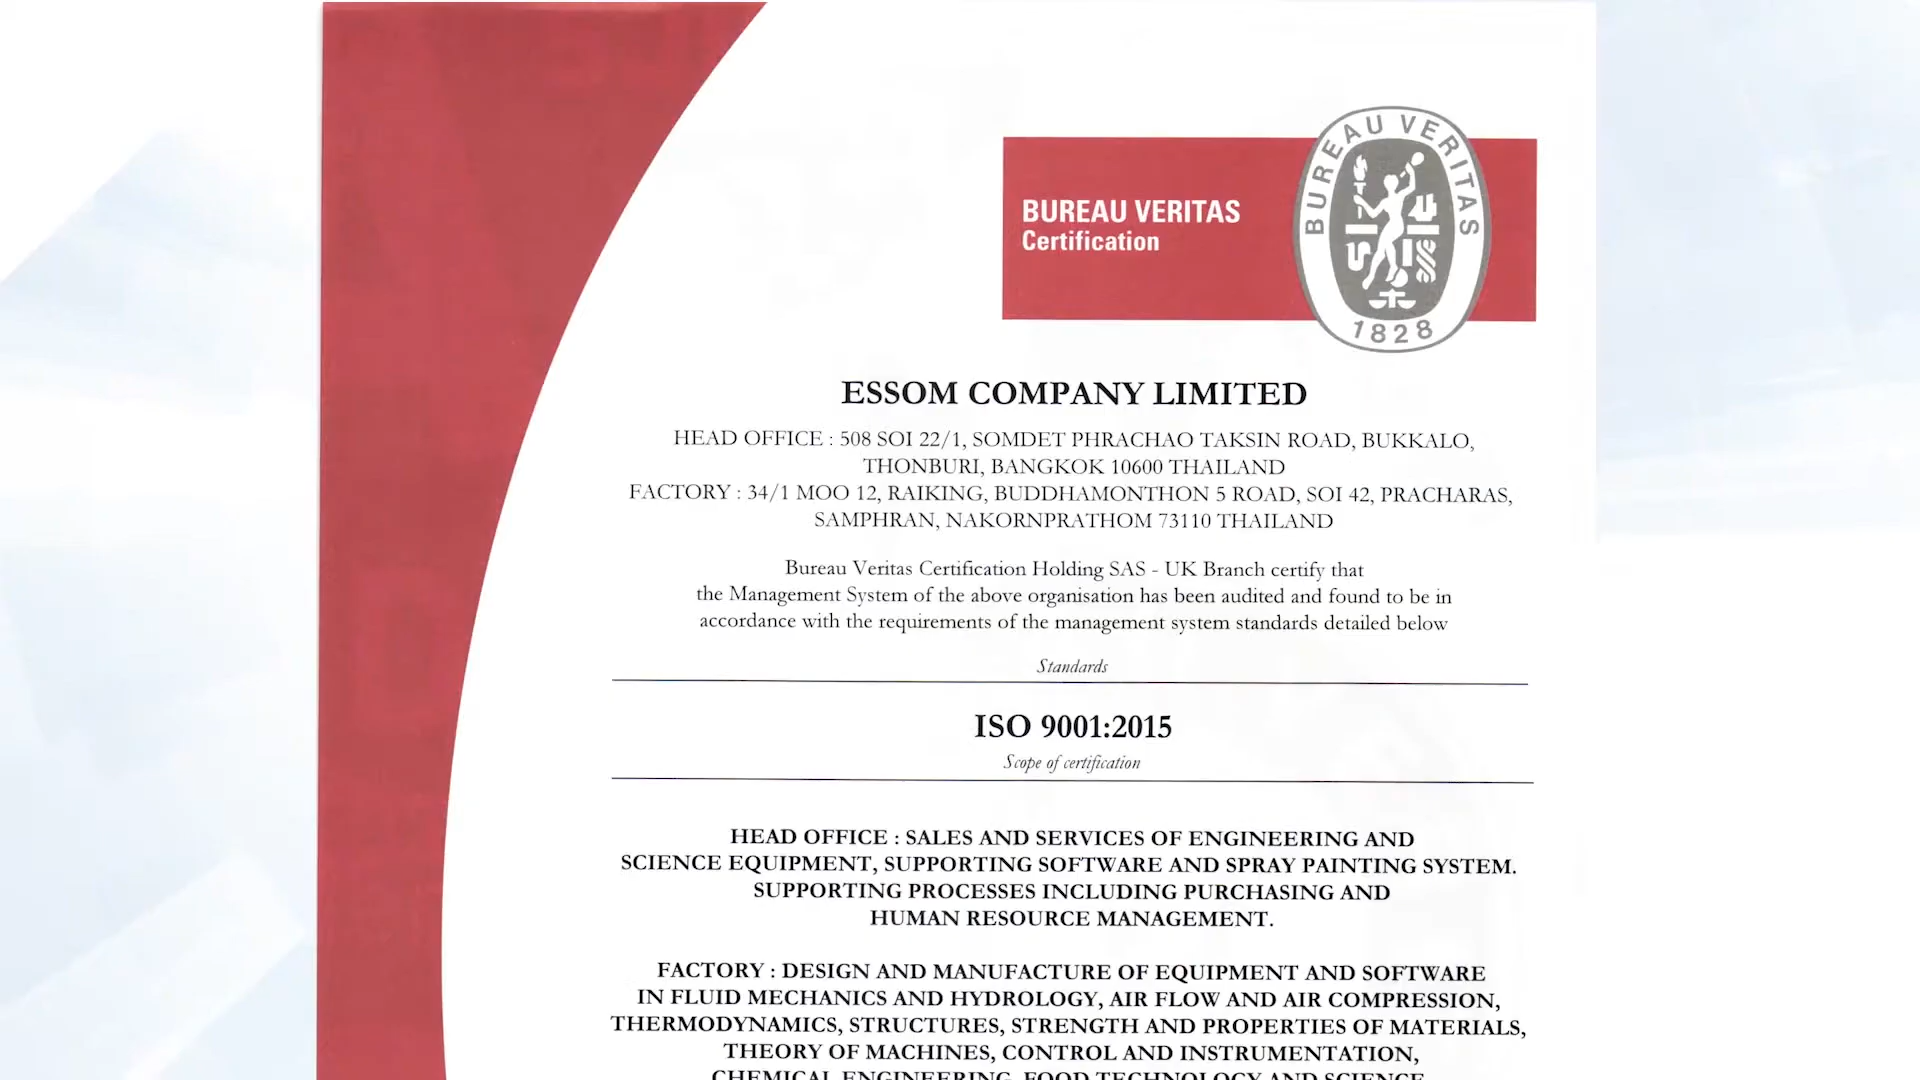 BUREAU VERITAS
BUREAU VERITAS
Certification
1828
ESSOM COMPANY LIMITED
HEAD OFFICE : 508 SOI 22/1, SOMDET PHRACHAO TAKSIN ROAD, BUKKALO,
THONBURI, BANGKOK 10600 THAILAND
FACTORY : 34/1 MOO 12, RAIKING, BUDDHAMONTHON 5 ROAD, SOI 42, PRACHARAS,
SAMPHRAN, NAKORNPRATHOM 73110 THAILAND
Bureau Veritas Certification Holding SAS - UK Branch certify that
the Management System of the above organisation has been audited and found to be in
accordance with the requirements of the management system standards detailed below
Standards
ISO 9001:2015
Scope of certification
HEAD OFFICE : SALES AND SERVICES OF ENGINEERING AND
SCIENCE EQUIPMENT, SUPPORTING SOFTWARE AND SPRAY PAINTING SYSTEM.
SUPPORTING PROCESSES INCLUDING PURCHASING AND
HUMAN RESOURCE MANAGEMENT.
FACTORY : DESIGN AND MANUFACTURE OF EQUIPMENT AND SOFTWARE
IN FLUID MECHANICS AND HYDROLOGY, AIR FLOW AND AIR COMPRESSION,
THERMODYNAMICS, STRUCTURES, STRENGTH AND PROPERTIES OF MATERIALS,
THEORY OF MACHINES, CONTROL AND INSTRUMENTATION,
CHEMICAL ENGINEERING, FOOD TECHNOLOGY AND SCIENCE